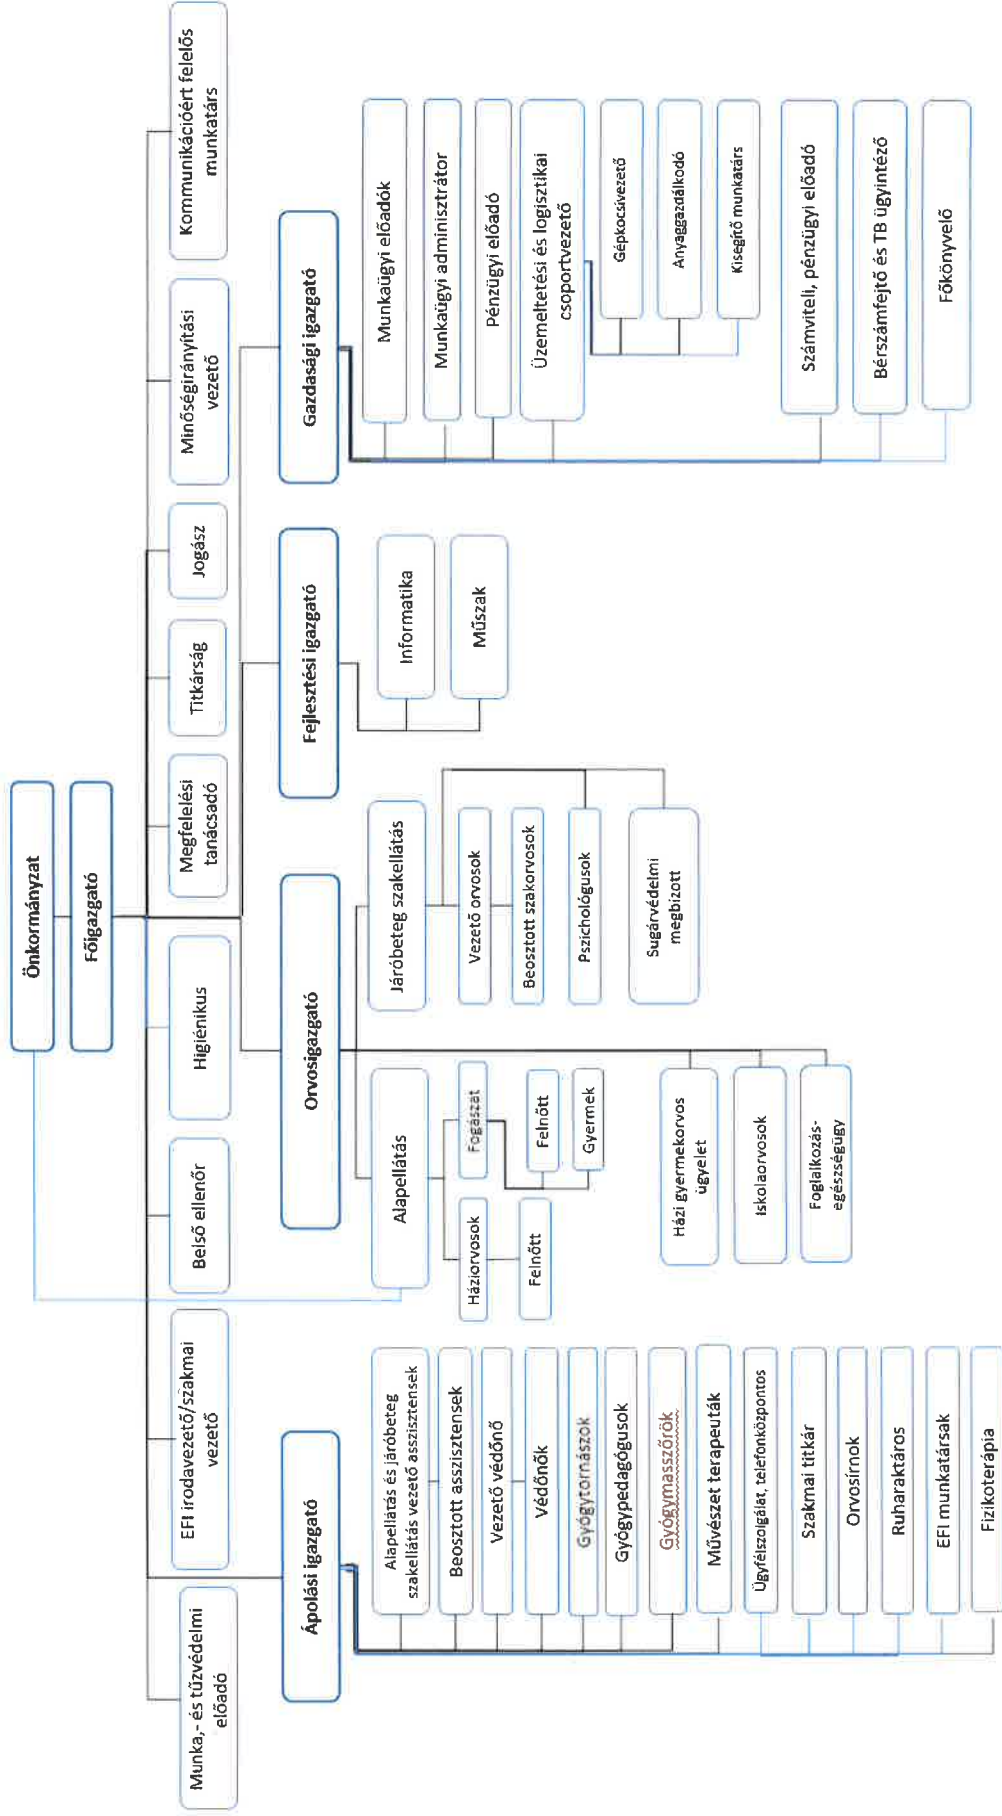 Önkormányzat
Főigazgató
Munka,- és tűzvédelmi
előadó
EFI irodavezető/szakmai
vezető
Belső ellenőr
Higiénikus
Megfelelési
tanácsadó
Titkárság
Jogász
Minőségirányítási
vezető
Kommunikációért felelős
munkatárs
Ápolási igazgató
Alapellátás és járóbeteg
szakellátás vezető asszisztensek
Beosztott asszisztensek
Vezető védőnő
Védőnők
Gyógytornászok
Gyógypedagógusok
Gyógymasszőrök
Művészet terapeuták
Ügyfélszolgálat, telefonközpontos
Szakmai titkár
Orvosírnok
Ruharaktáros
EFI munkatársak
Fizikoterápia
Orvosigazgató
Alapellátás
Háziorvosok
Felnőtt
Fogászat
Felnőtt
Gyermek
Házi gyermekorvos
ügyelet
Iskolaorvosok
Foglalkozás-
egészségügy
Járóbeteg szakellátás
Vezető orvosok
Beosztott szakorvosok
Pszichológusok
Sugárvédelmi
megbizott
Fejlesztési igazgató
Informatika
Műszak
Gazdasági igazgató
Munkaügyi előadók
Munkaügyi adminisztrátor
Pénzügyi előadó
Üzemeltetési és logisztikai
csoportvezető
Gépkocsivezető
Anyaggazdálkodó
Kisegítő munkatárs
Számviteli, pénzügyi előadó
Bérszámfejtő és TB ügyintéző
Főkönyvelő